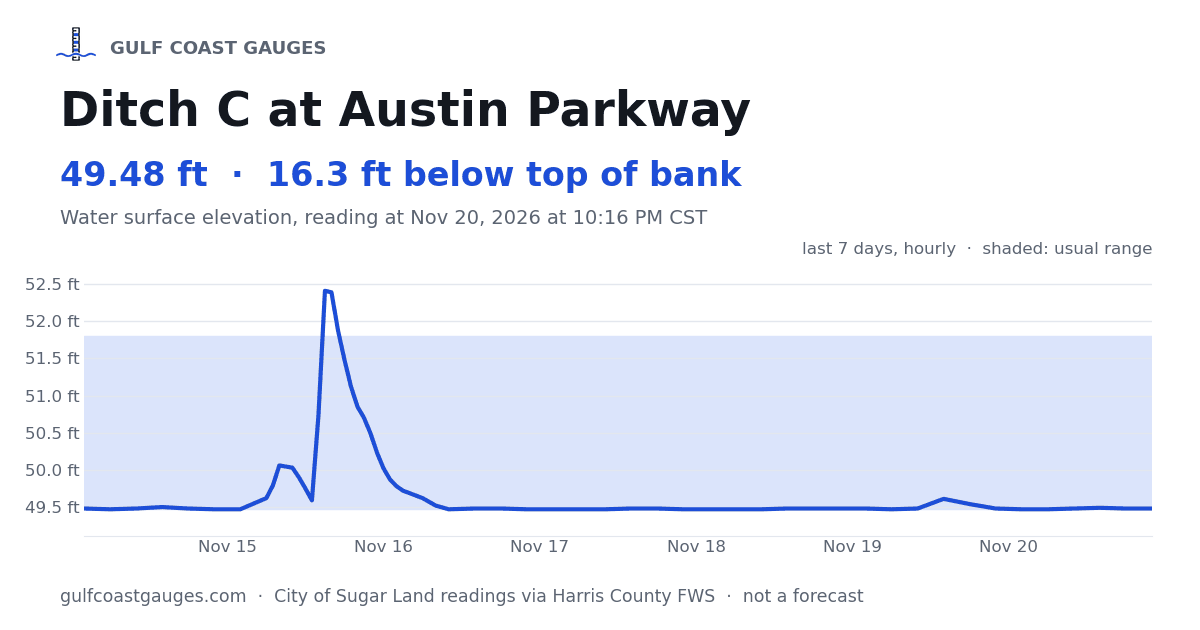 GULF COAST GAUGES
Ditch C at Austin Parkway
49.48 ft · 16.3 ft below top of bank
Water surface elevation, reading at Nov 20, 2026 at 10:16 PM CST
last 7 days, hourly · shaded: usual range
52.5 ft
52.0 ft
51.5 ft
51.0 ft
50.5 ft
50.0 ft
49.5 ft
Nov 15 Nov 16 Nov 17 Nov 18 Nov 19 Nov 20
gulfcoastgauges.com · City of Sugar Land readings via Harris County FWS · not a forecast